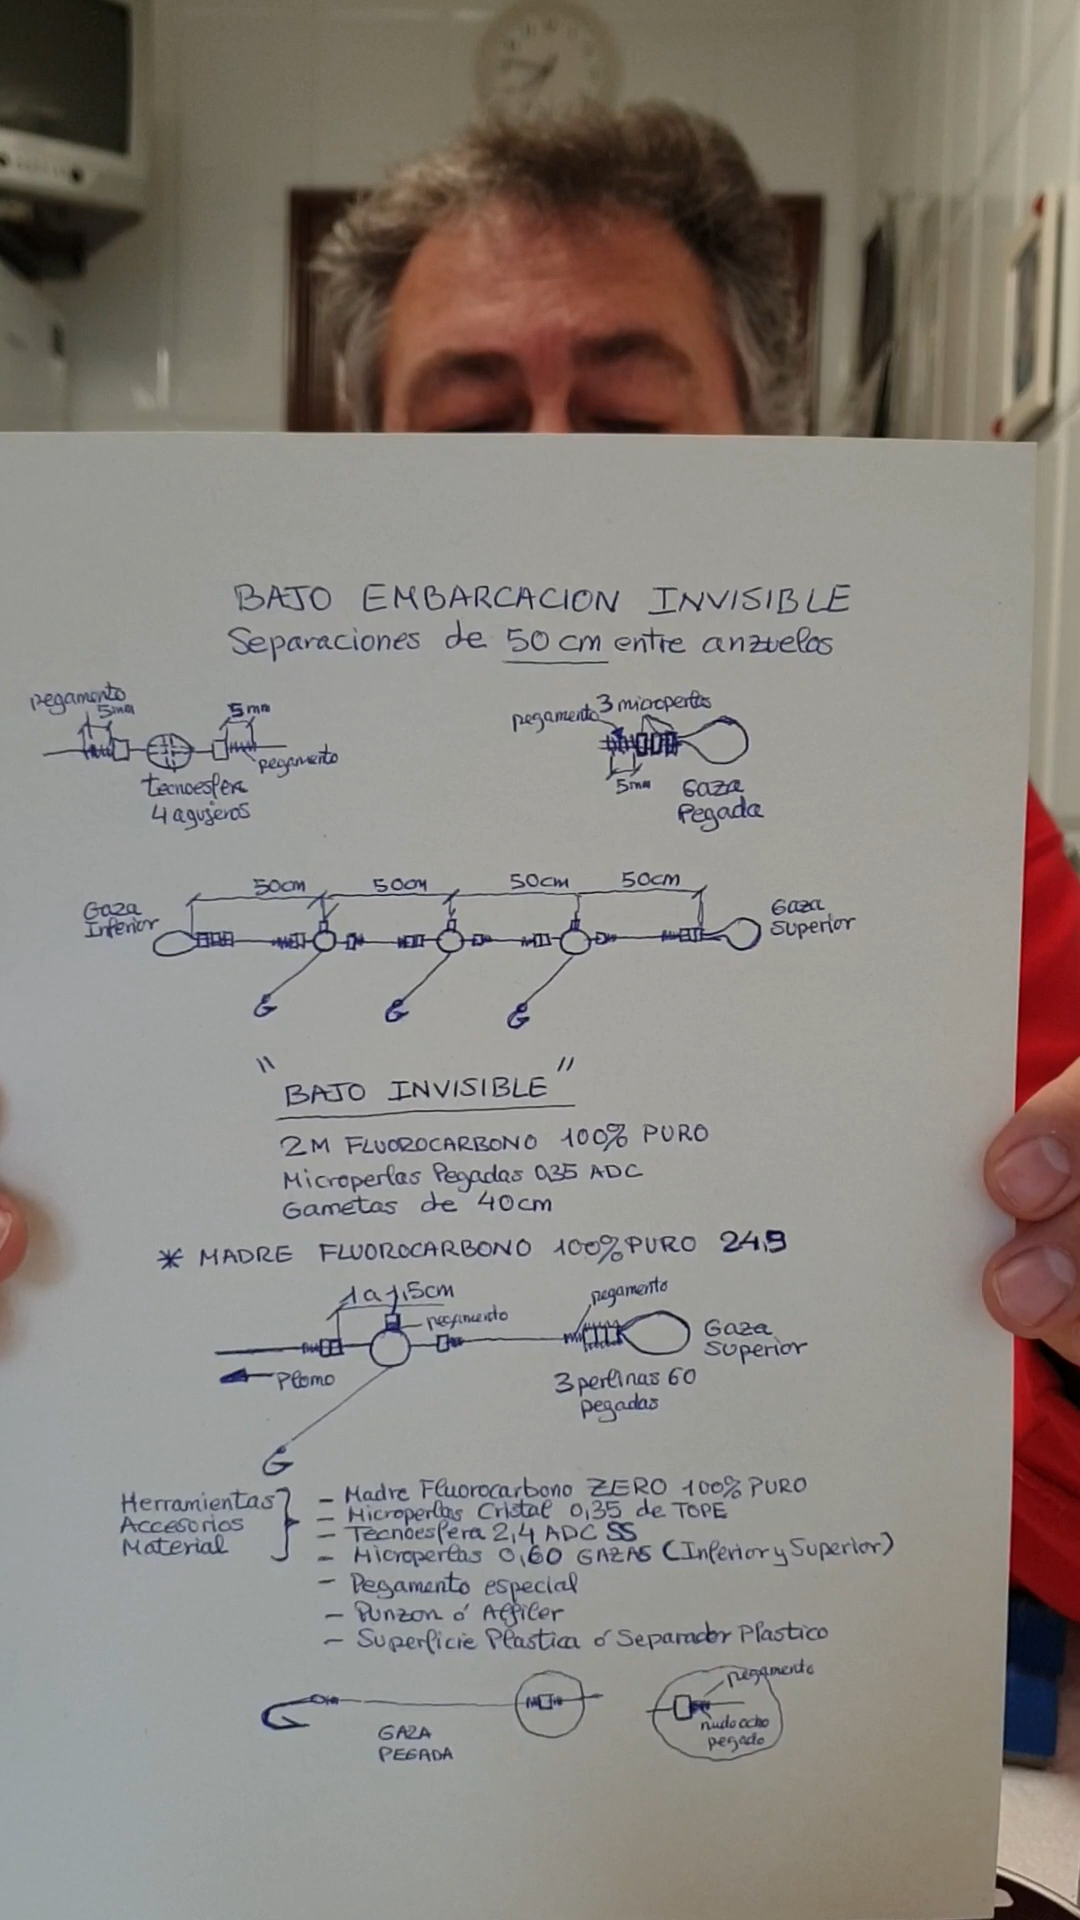 BAJO EMBARCACION INVISIBLE
Separaciones de 50 cm entre anzuelos
pegamento
5mm
5mm
pegamento
tecnoesfera
4 agujeros
3 microperlas
pegamento
5mm
Gaza
Pegada
50cm 50cm 50cm 50cm
Gaza
Inferior
Gaza
Superior
"BAJO INVISIBLE"
2M FLUOROCARBONO 100% PURO
Microperlas Pegadas 0,35 ADC
Gametas de 40cm
* MADRE FLUOROCARBONO 100% PURO 24,9
1 a 1,5cm
pegamento
pegamento
Gaza
Superior
Plomo
3 perlinas 60
pegadas
Herramientas
Accesorios
Material
- Madre Fluorocarbono ZERO 100% PURO
- Microperlas Cristal 0,35 de TOPE
- Tecnoesfera 2,4 ADC SS
- Microperlas 0,60 GAZAS (Inferior y Superior)
- Pegamento especial
- Punzon ó Alfiler
- Superficie Plastica ó Separador Plastico
GAZA
PEGADA
pegamento
nudo ocho
pegado